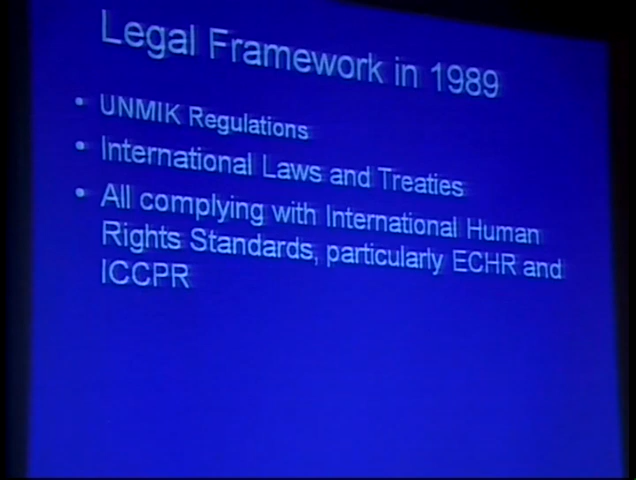 Legal Framework in 1989
• UNMIK Regulations
• International Laws and Treaties
• All complying with International Human
Rights Standards, particularly ECHR and
ICCPR